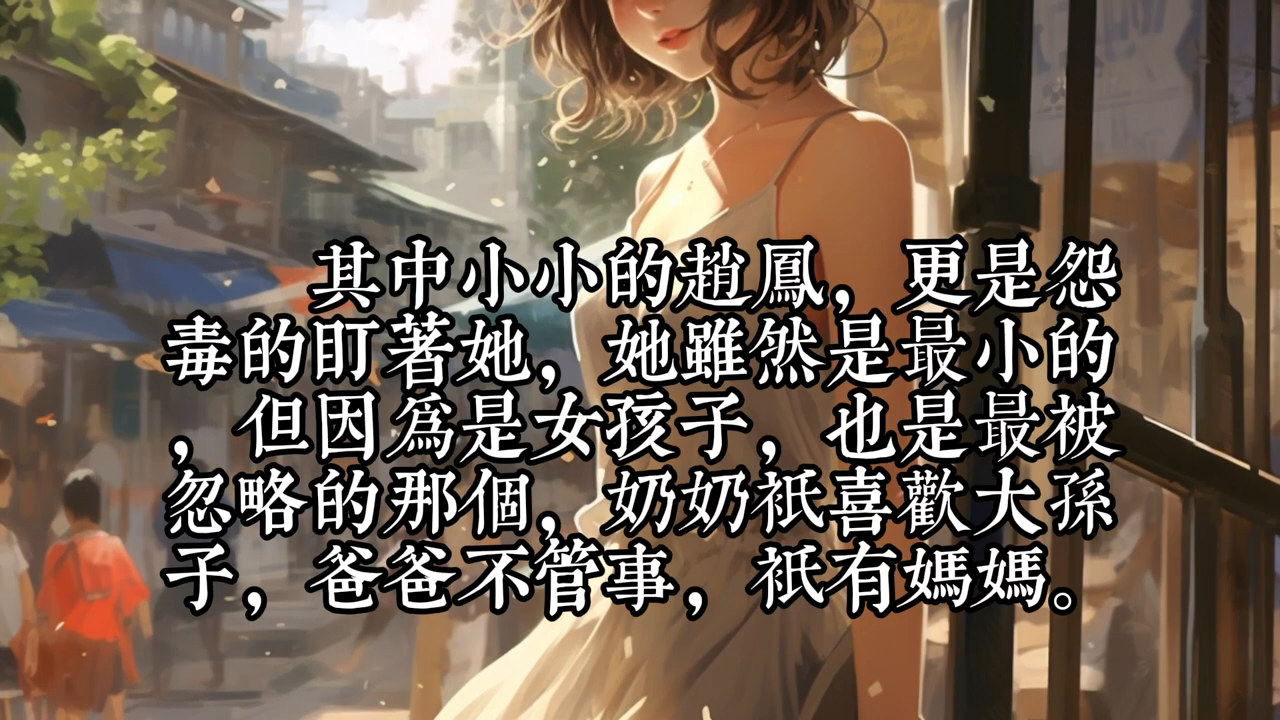 其中小小的趙鳳，更是怨
毒的盯著她，她雖然是最小的
，但因爲是女孩子，也是最被
忽略的那個，奶奶衹喜歡大孫
子，爸爸不管事，衹有媽媽。